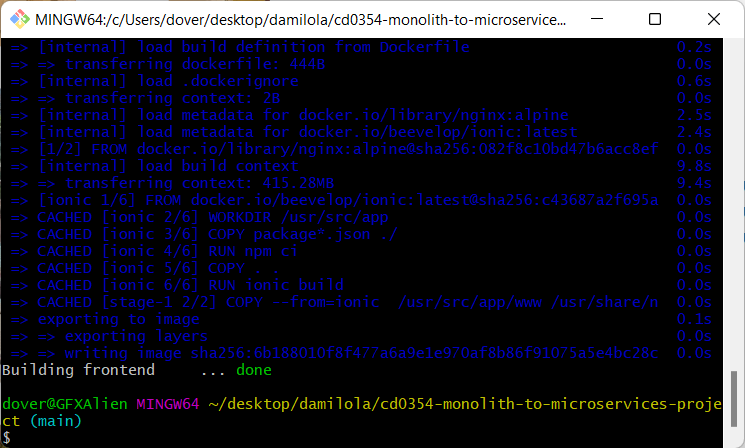 MINGW64:/c/Users/dover/desktop/damilola/cd0354-monolith-to-microservice...
=> [internal] load build definition from Dockerfile 0.2s
=> => transferring dockerfile: 444B 0.0s
=> [internal] load .dockerignore 0.6s
=> => transferring context: 2B 0.0s
=> [internal] load metadata for docker.io/library/nginx:alpine 2.5s
=> [internal] load metadata for docker.io/beevelop/ionic:latest 2.4s
=> [1/2] FROM docker.io/library/nginx:alpine@sha256:082f8c10bd47b6acc8ef 0.0s
=> [internal] load build context 9.8s
=> => transferring context: 415.28MB 9.4s
=> [ionic 1/6] FROM docker.io/beevelop/ionic:latest@sha256:c43687a2f695a 0.0s
=> CACHED [ionic 2/6] WORKDIR /usr/src/app 0.0s
=> CACHED [ionic 3/6] COPY package*.json ./ 0.0s
=> CACHED [ionic 4/6] RUN npm ci 0.0s
=> CACHED [ionic 5/6] COPY . . 0.0s
=> CACHED [ionic 6/6] RUN ionic build 0.0s
=> CACHED [stage-1 2/2] COPY --from=ionic  /usr/src/app/www /usr/share/n 0.0s
=> exporting to image 0.1s
=> => exporting layers 0.0s
=> => writing image sha256:6b188010f8f477a6a9e1e970af8b86f91075a5e4bc28c 0.0s
Building frontend    ... done
dover@GFXAlien MINGW64 ~/desktop/damilola/cd0354-monolith-to-microservices-proje
ct (main)
$